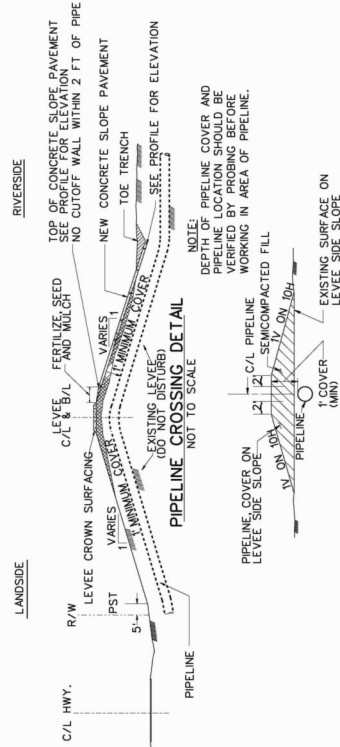 LANDSIDE
RIVERSIDE
C/L HWY.
R/W
5'
PST
LEVEE CROWN SURFACING
LEVEE
C/L & B/L
FERTILIZE, SEED
AND MULCH
TOP OF CONCRETE SLOPE PAVEMENT
SEE PROFILE FOR ELEVATION
NO CUTOFF WALL WITHIN 2 FT OF PIPE
NEW CONCRETE SLOPE PAVEMENT
TOE TRENCH
SEE PROFILE FOR ELEVATION
VARIES
1
VARIES
1
1' MINIMUM COVER
1' MINIMUM COVER
EXISTING LEVEE
(DO NOT DISTURB)
PIPELINE
PIPELINE CROSSING DETAIL
NOT TO SCALE
NOTE:
DEPTH OF PIPELINE COVER AND
PIPELINE LOCATION SHOULD BE
VERIFIED BY PROBING BEFORE
WORKING IN AREA OF PIPELINE.
PIPELINE COVER ON
LEVEE SIDE SLOPE
C/L PIPELINE
SEMICOMPACTED FILL
2'
2'
1V ON 10H
1V ON 10H
PIPELINE
1' COVER
(MIN)
EXISTING SURFACE ON
LEVEE SIDE SLOPE